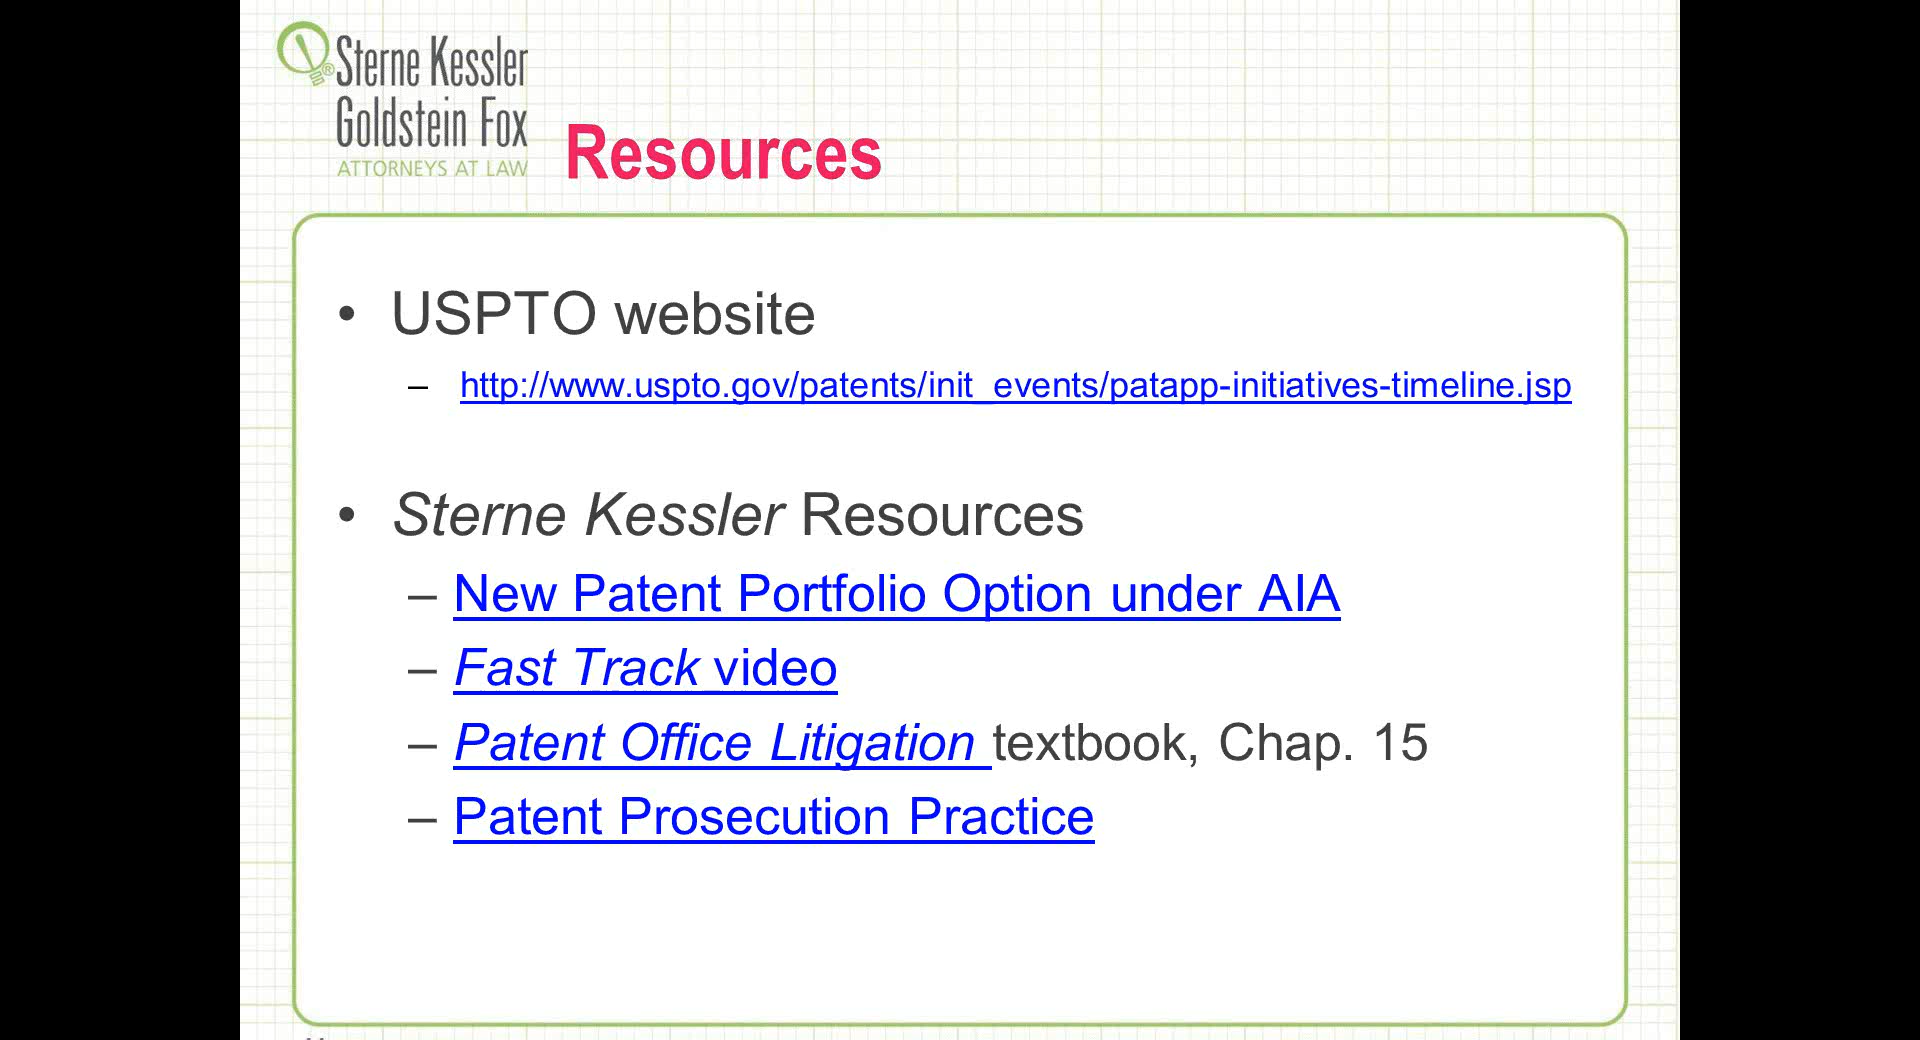 Sterne Kessler
Goldstein Fox
ATTORNEYS AT LAW
Resources
• USPTO website
– http://www.uspto.gov/patents/init_events/patapp-initiatives-timeline.jsp
• Sterne Kessler Resources
– New Patent Portfolio Option under AIA
– Fast Track video
– Patent Office Litigation textbook, Chap. 15
– Patent Prosecution Practice